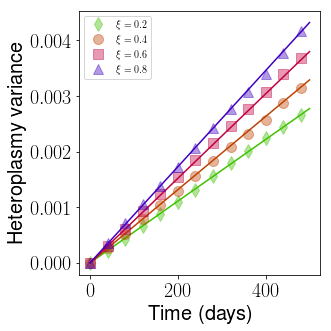 ξ = 0.2
ξ = 0.4
ξ = 0.6
ξ = 0.8
Heteroplasmy variance
0.004
0.003
0.002
0.001
0.000
0 200 400
Time (days)